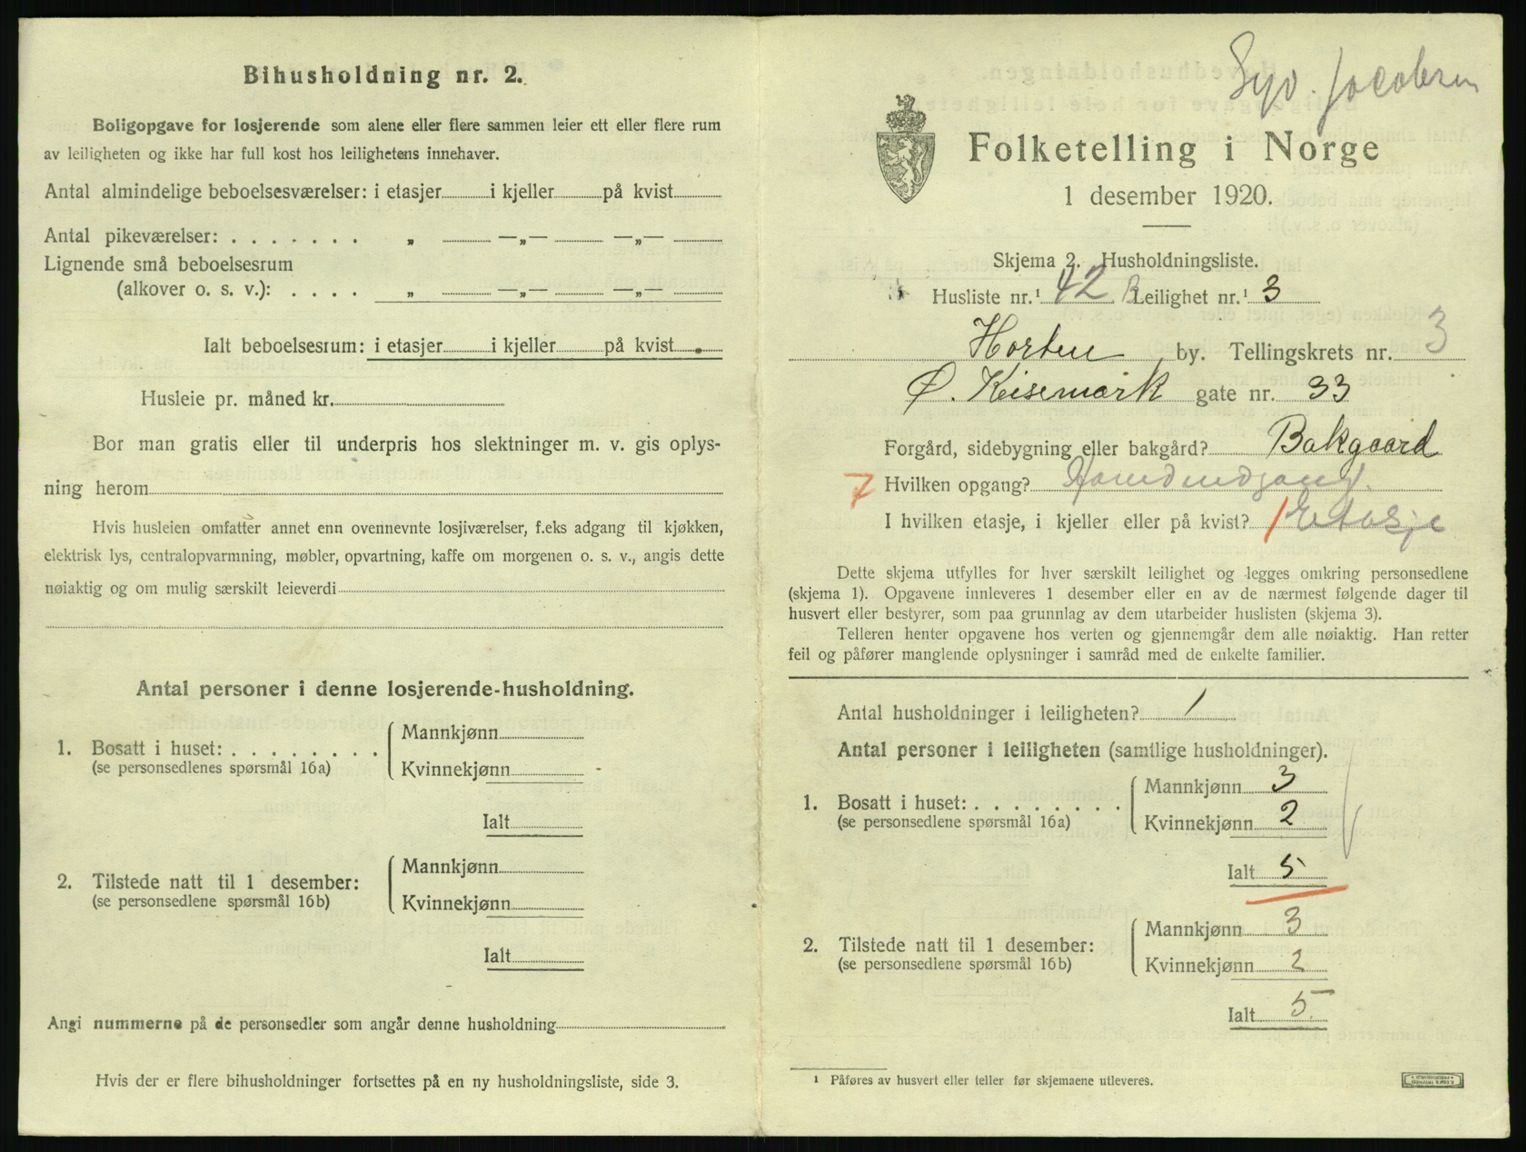 Bihusholdning nr. 2.
Boligopgave for losjerende som alene eller flere sammen leier ett eller flere rum
av leiligheten og ikke har full kost hos leilighetens innehaver.
Antal almindelige beboelsesværelser: i etasjer i kjeller på kvist
Antal pikeværelser: . . . . . . . „ —„— —„—
Lignende små beboelsesrum
(alkover o. s. v.): . . . . „ —„— —„—
Ialt beboelsesrum: i etasjer i kjeller på kvist
Husleie pr. måned kr.
Bor man gratis eller til underpris hos slektninger m. v. gis oplys-
ning herom
Hvis husleien omfatter annet enn ovennevnte losjiværelser, f.eks adgang til kjøkken,
elektrisk lys, centralopvarmning, møbler, opvartning, kaffe om morgenen o. s. v., angis dette
nøiaktig og om mulig særskilt leieverdi
Antal personer i denne losjerende-husholdning.
1. Bosatt i huset: . . . . . . . . Mannkjønn
(se personsedlenes spørsmål 16a) Kvinnekjønn
Ialt
2. Tilstede natt til 1 desember: Mannkjønn
(se personsedlenes spørsmål 16b) Kvinnekjønn
Ialt
Angi nummerne på de personsedler som angår denne husholdning
Hvis der er flere bihusholdninger fortsettes på en ny husholdningsliste, side 3.
Syv. Jacobsen
Folketelling i Norge
1 desember 1920.
Skjema 2. Husholdningsliste.
Husliste nr.¹ 42 B Leilighet nr.¹ 3
Horten by. Tellingskrets nr. 3
Ø. Keisemark gate nr. 33
Forgård, sidebygning eller bakgård? Bakgaard
7 Hvilken opgang?
I hvilken etasje, i kjeller eller på kvist? 1 Etasje
Dette skjema utfylles for hver særskilt leilighet og legges omkring personsedlene
(skjema 1). Opgavene innleveres 1 desember eller en av de nærmest følgende dager til
husvert eller bestyrer, som paa grunnlag av dem utarbeider huslisten (skjema 3).
Telleren henter opgavene hos verten og gjennemgår dem alle nøiaktig. Han retter
feil og påfører manglende oplysninger i samråd med de enkelte familier.
Antal husholdninger i leiligheten? 1
Antal personer i leiligheten (samtlige husholdninger).
1. Bosatt i huset: . . . . . . . . Mannkjønn 3
(se personsedlene spørsmål 16a) Kvinnekjønn 2
Ialt 5
2. Tilstede natt til 1 desember: Mannkjønn 3
(se personsedlene spørsmål 16b) Kvinnekjønn 2
Ialt 5
¹ Påføres av husvert eller teller før skjemaene utleveres.